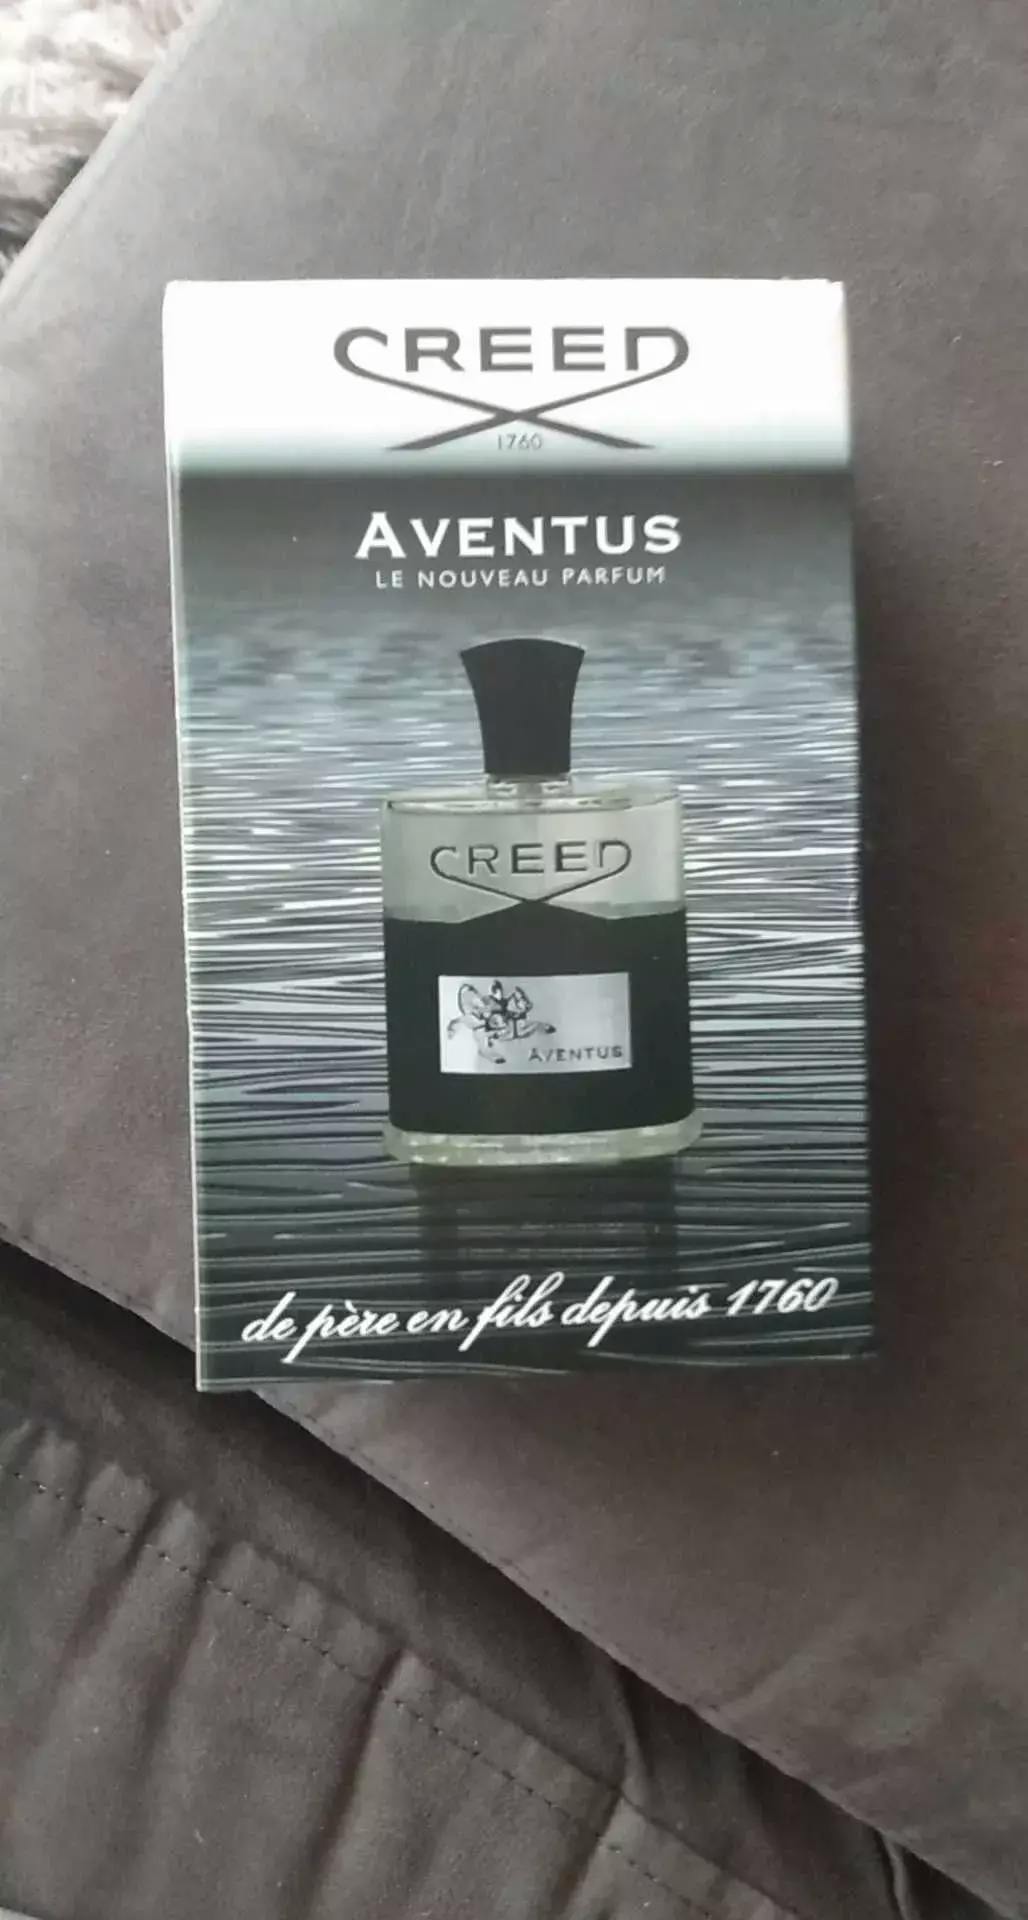 CREED
1760
AVENTUS
LE NOUVEAU PARFUM
CREED
AVENTUS
de père en fils depuis 1760